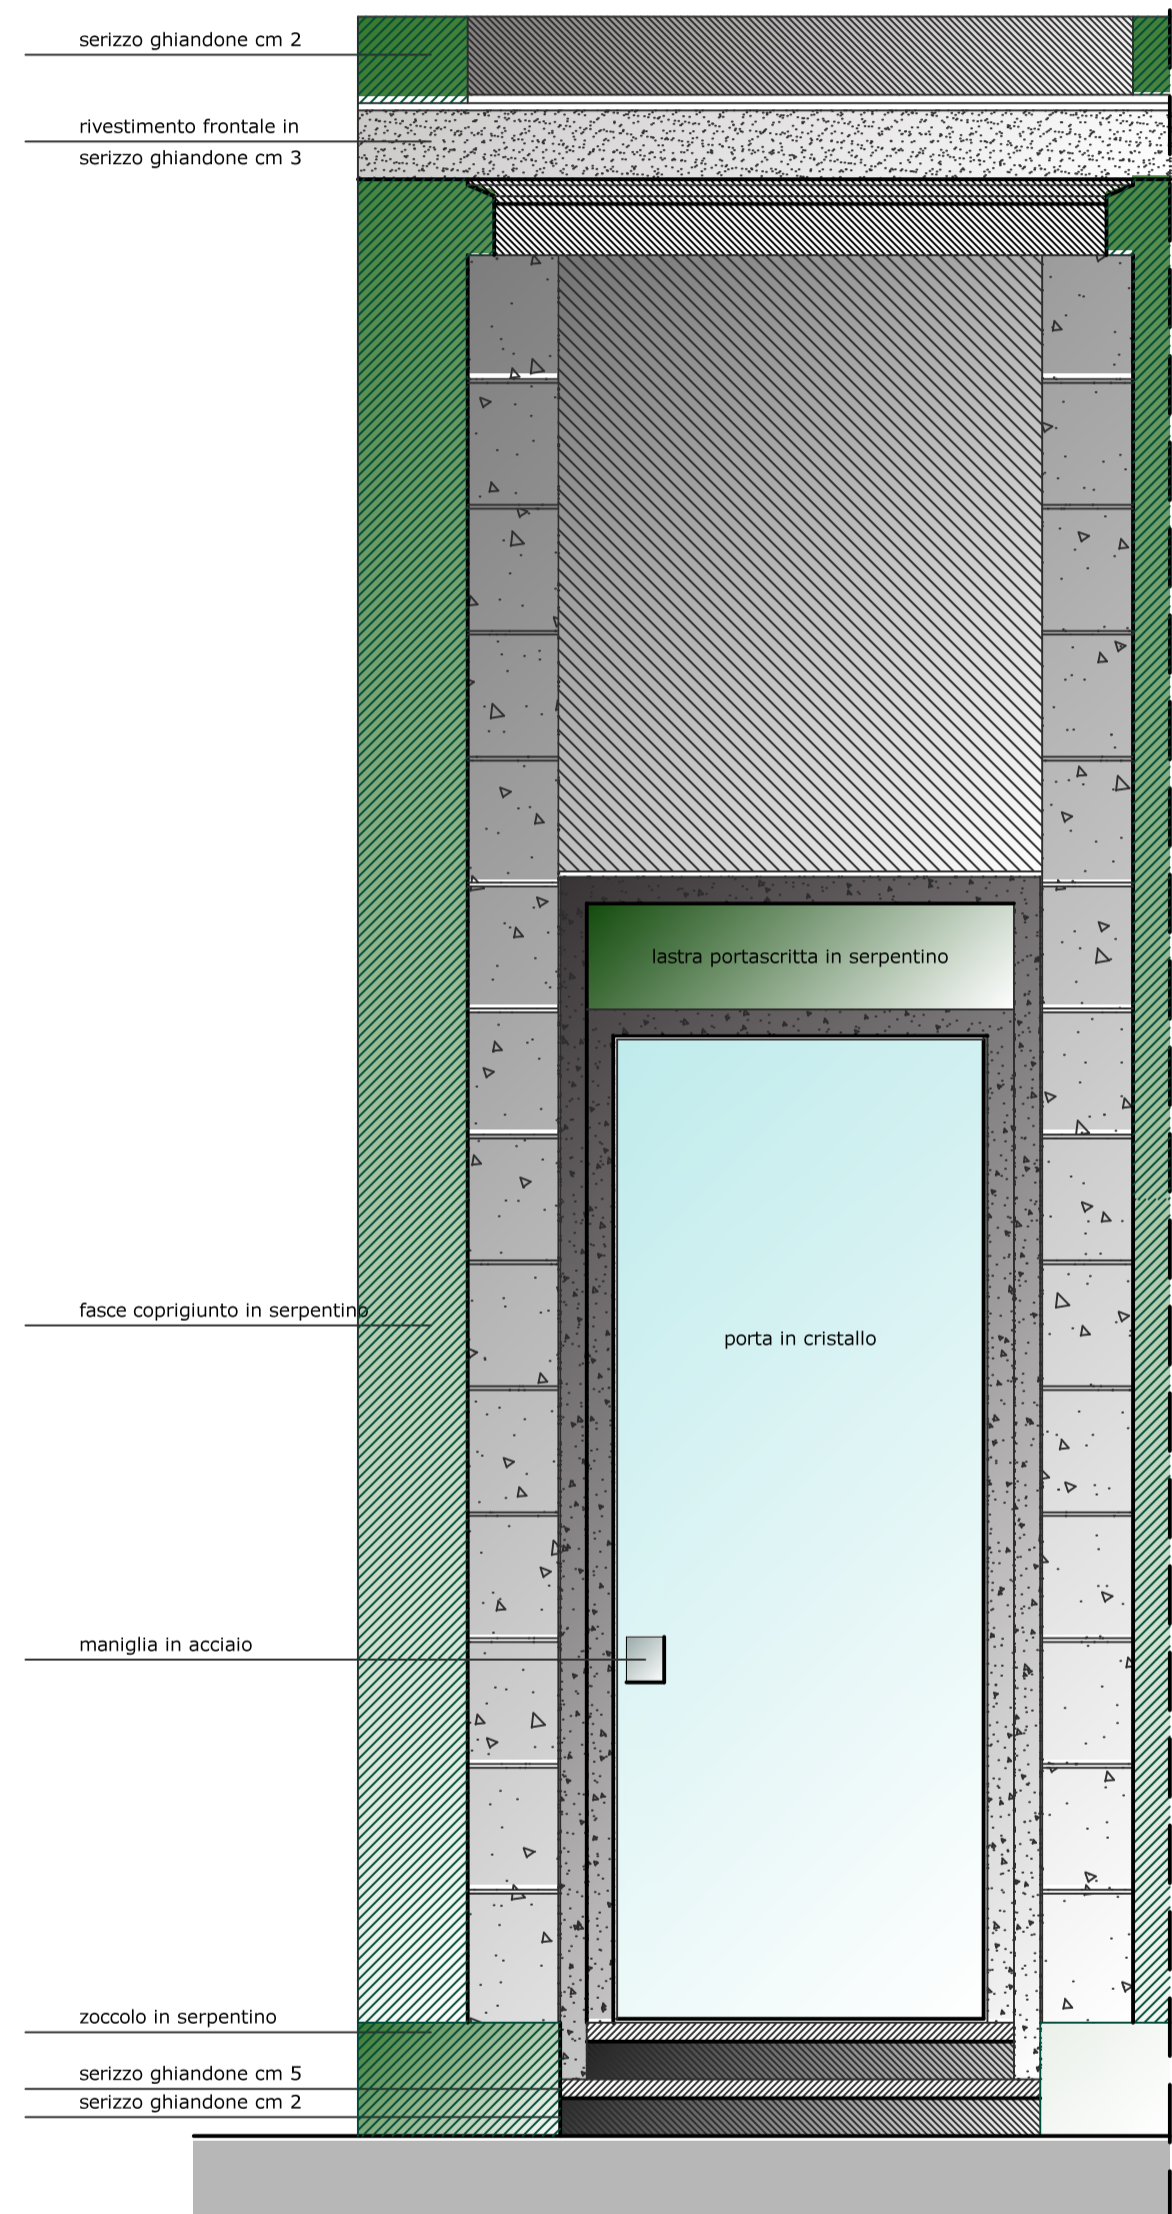 serizzo ghiandone cm 2
rivestimento frontale in
serizzo ghiandone cm 3
lastra portascritta in serpentino
fasce coprigiunto in serpentino
porta in cristallo
maniglia in acciaio
zoccolo in serpentino
serizzo ghiandone cm 5
serizzo ghiandone cm 2